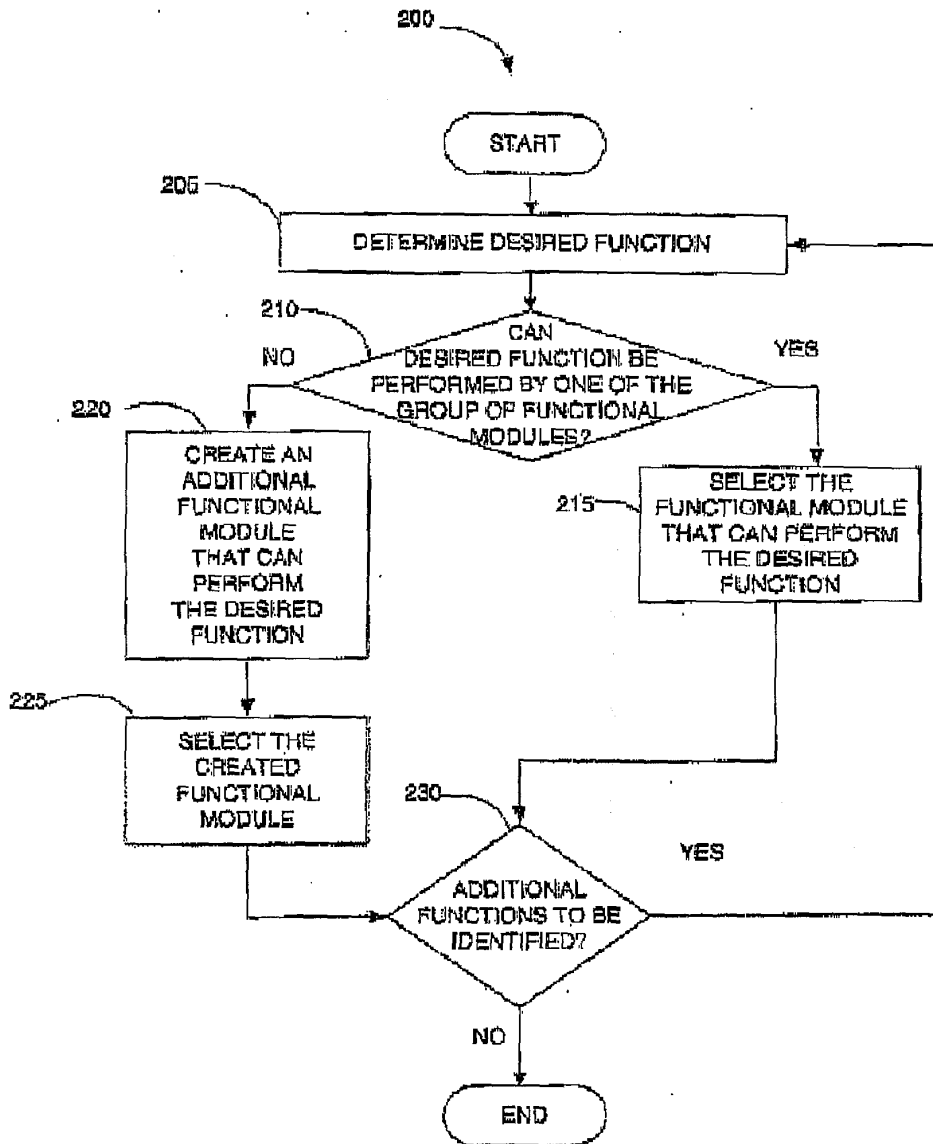 200
START
205
DETERMINE DESIRED FUNCTION
210
NO
CAN
DESIRED FUNCTION BE
PERFORMED BY ONE OF THE
GROUP OF FUNCTIONAL
MODULES?
YES
220
CREATE AN
ADDITIONAL
FUNCTIONAL
MODULE
THAT CAN
PERFORM
THE DESIRED
FUNCTION
215
SELECT THE
FUNCTIONAL MODULE
THAT CAN PERFORM
THE DESIRED
FUNCTION
225
SELECT THE
CREATED
FUNCTIONAL
MODULE
230
ADDITIONAL
FUNCTIONS TO BE
IDENTIFIED?
YES
NO
END